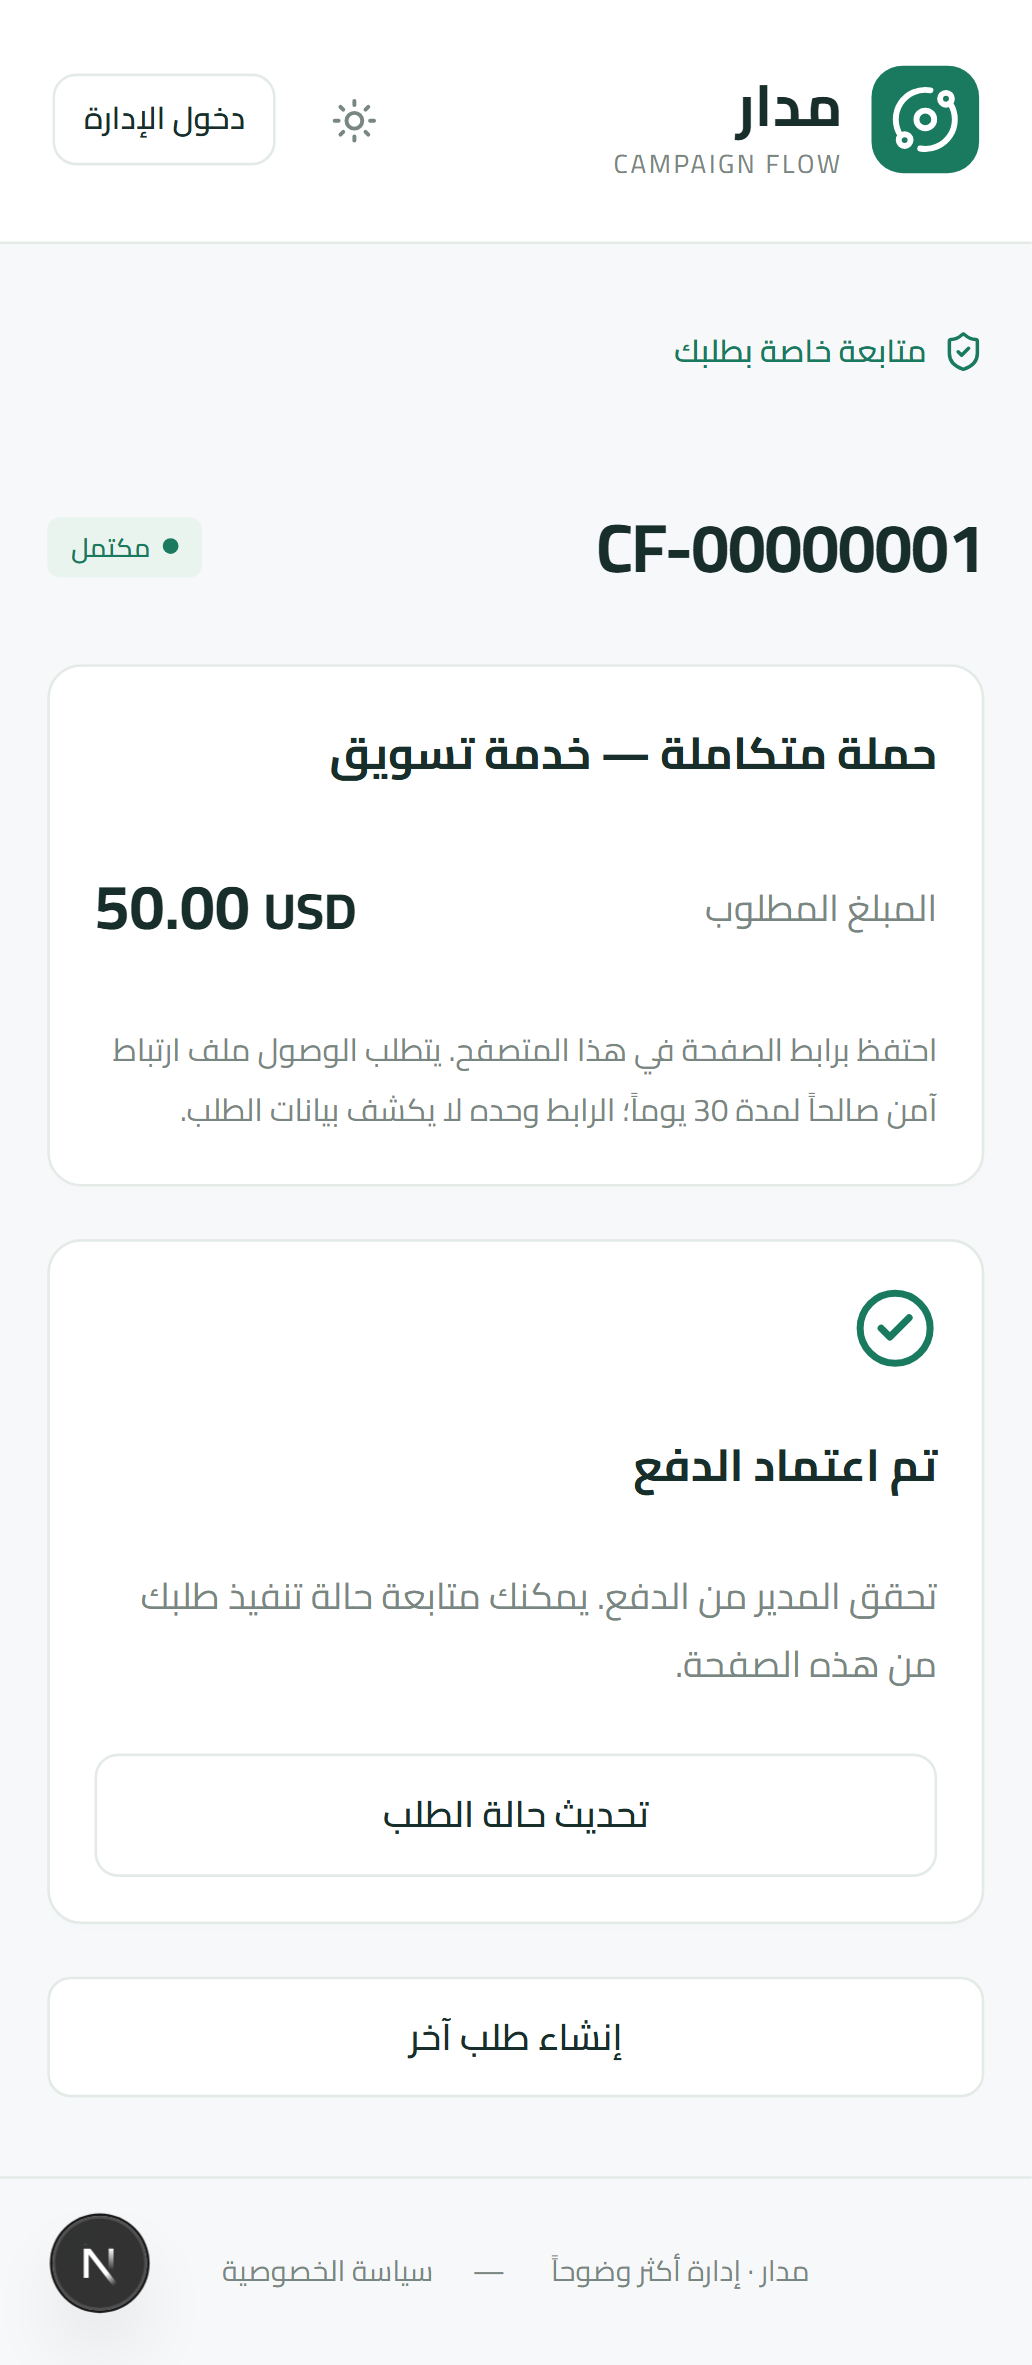 مدار
CAMPAIGN FLOW
دخول الإدارة
متابعة خاصة بطلبك
CF-00000001
مكتمل
حملة متكاملة — خدمة تسويق
المبلغ المطلوب
50.00 USD
احتفظ برابط الصفحة في هذا المتصفح. يتطلب الوصول ملف ارتباط
آمن صالحاً لمدة 30 يوماً؛ الرابط وحده لا يكشف بيانات الطلب.
تم اعتماد الدفع
تحقق المدير من الدفع. يمكنك متابعة حالة تنفيذ طلبك
من هذه الصفحة.
تحديث حالة الطلب
إنشاء طلب آخر
مدار · إدارة أكثر وضوحاً — سياسة الخصوصية
N